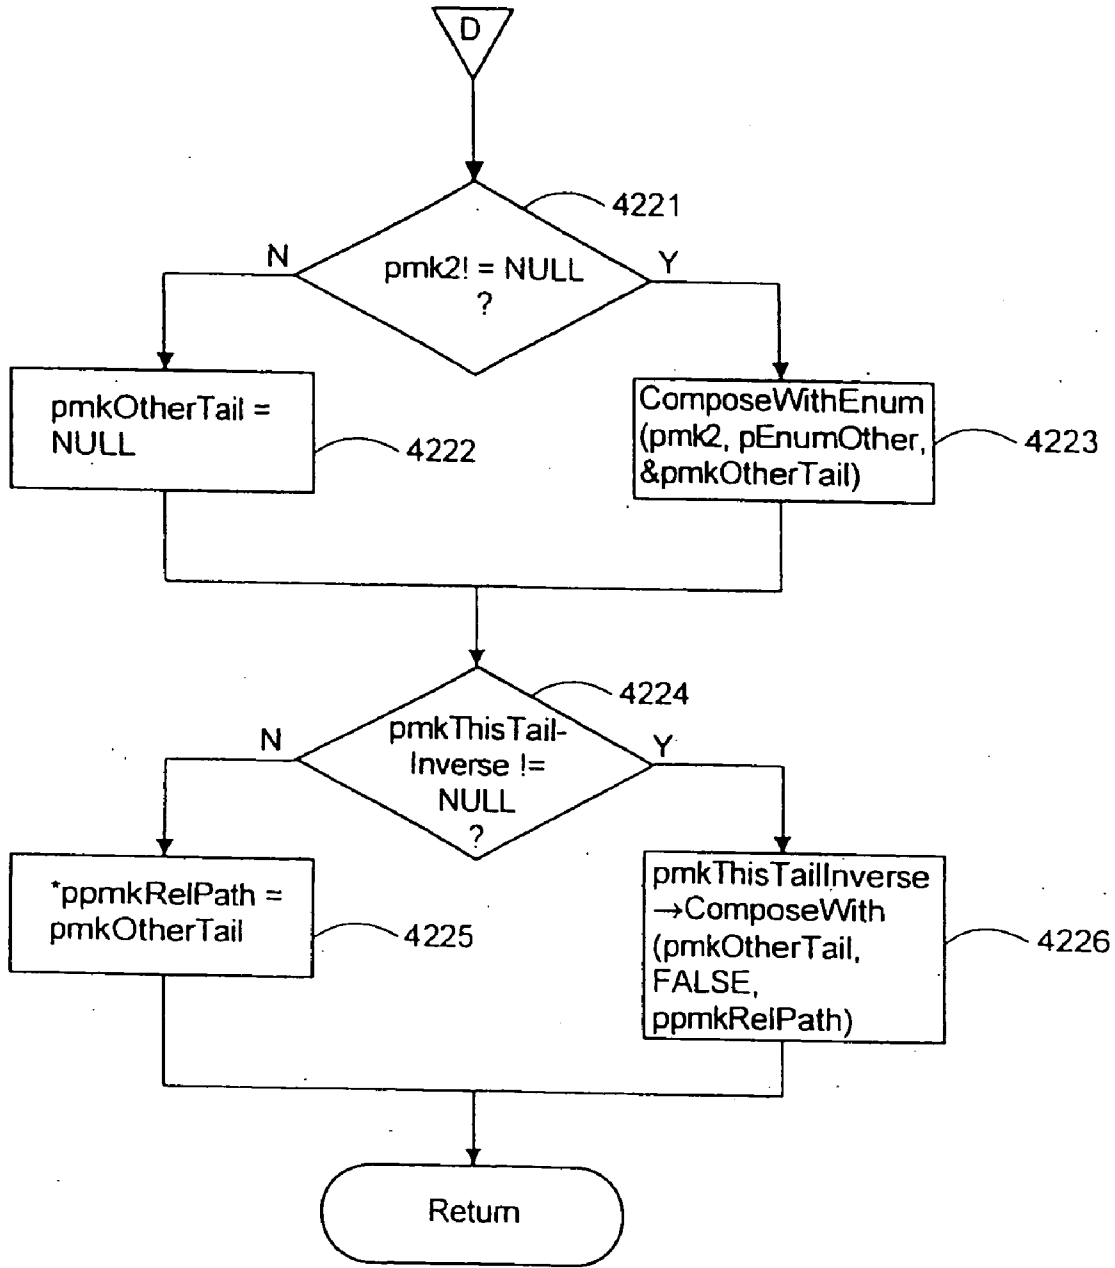 D
4221
N
Y
pmk2! = NULL
?
pmkOtherTail =
NULL
4222
ComposeWithEnum
(pmk2, pEnumOther,
&pmkOtherTail)
4223
4224
N
Y
pmkThisTail-
Inverse !=
NULL
?
*ppmkRelPath =
pmkOtherTail
4225
pmkThisTailInverse
→ComposeWith
(pmkOtherTail,
FALSE,
ppmkRelPath)
4226
Return